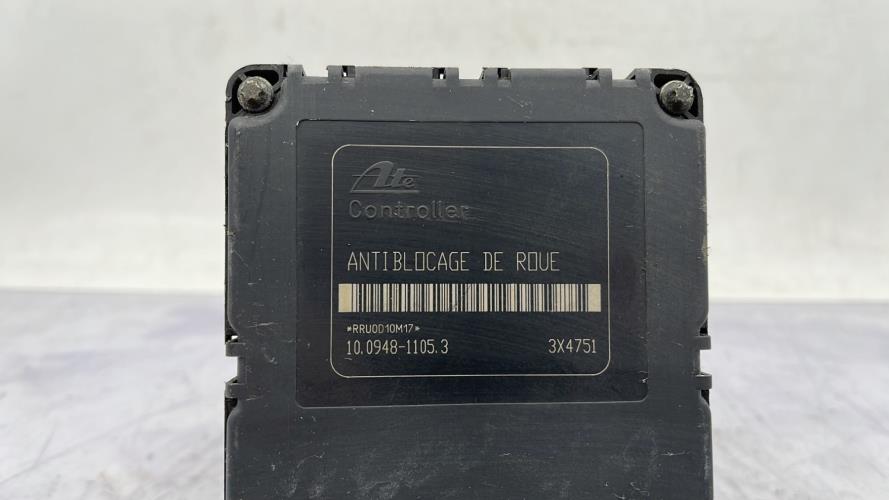 Ate
Controller
ANTIBLOCAGE DE ROUE
*RRU0D10M17*
10.0948-1105.3 3X4751